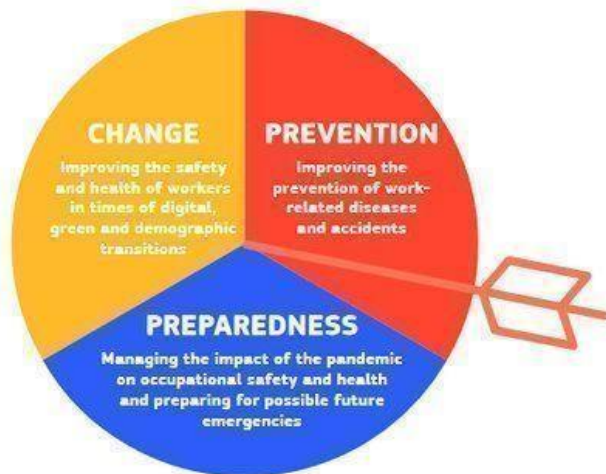 CHANGE
Improving the safety
and health of workers
in times of digital,
green and demographic
transitions
PREVENTION
Improving the
prevention of work-
related diseases
and accidents
PREPAREDNESS
Managing the impact of the pandemic
on occupational safety and health
and preparing for possible future
emergencies